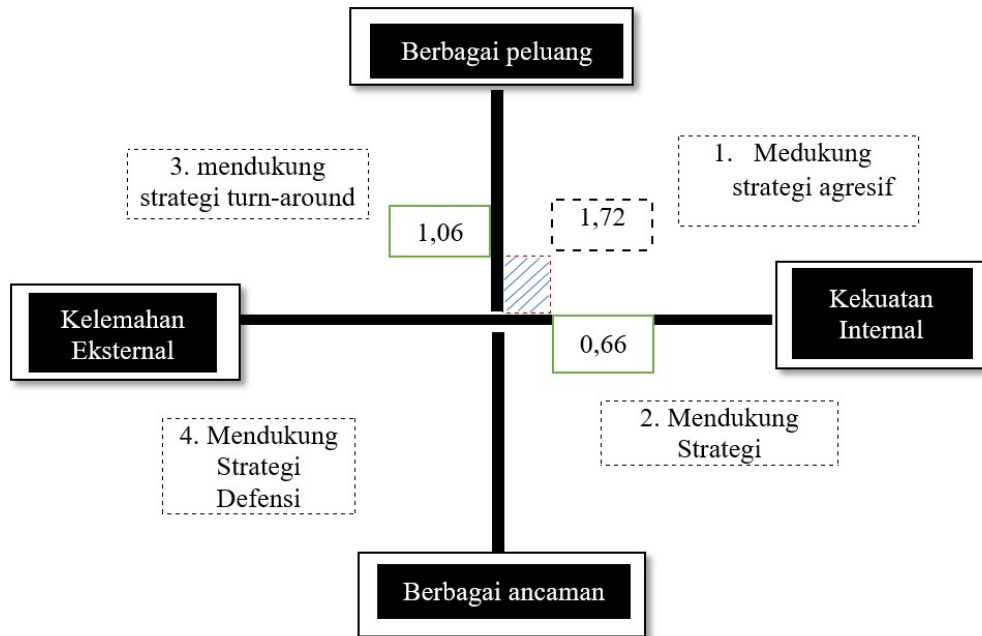 Berbagai peluang
3. mendukung
strategi turn-around
1. Medukung
strategi agresif
1,06
1,72
Kelemahan
Eksternal
Kekuatan
Internal
0,66
4. Mendukung
Strategi
Defensi
2. Mendukung
Strategi
Berbagai ancaman